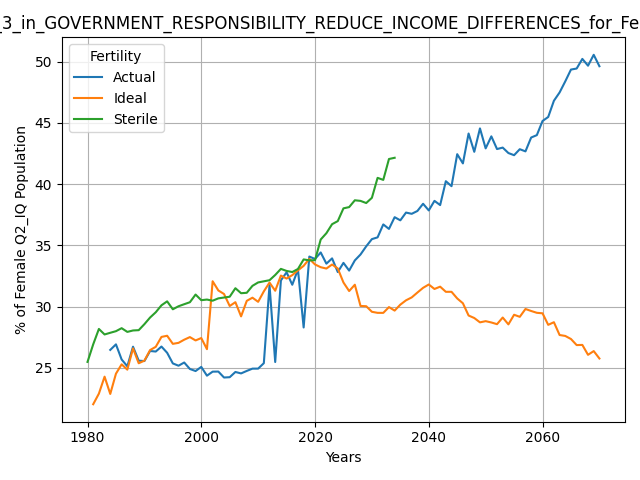 _3_in_GOVERNMENT_RESPONSIBILITY_REDUCE_INCOME_DIFFERENCES_for_Fe
Fertility
Actual
Ideal
Sterile
% of Female Q2_IQ Population
50
45
40
35
30
25
1980
2000
2020
2040
2060
Years